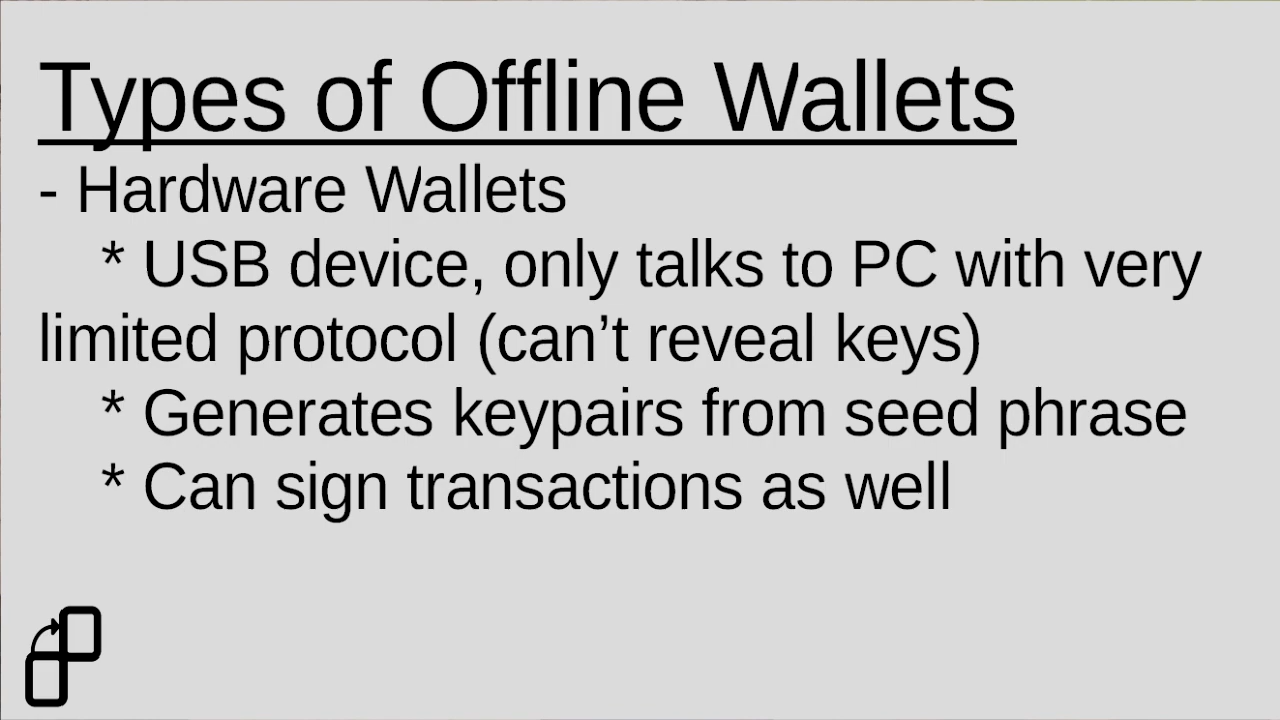 Types of Offline Wallets
- Hardware Wallets
* USB device, only talks to PC with very
limited protocol (can’t reveal keys)
* Generates keypairs from seed phrase
* Can sign transactions as well